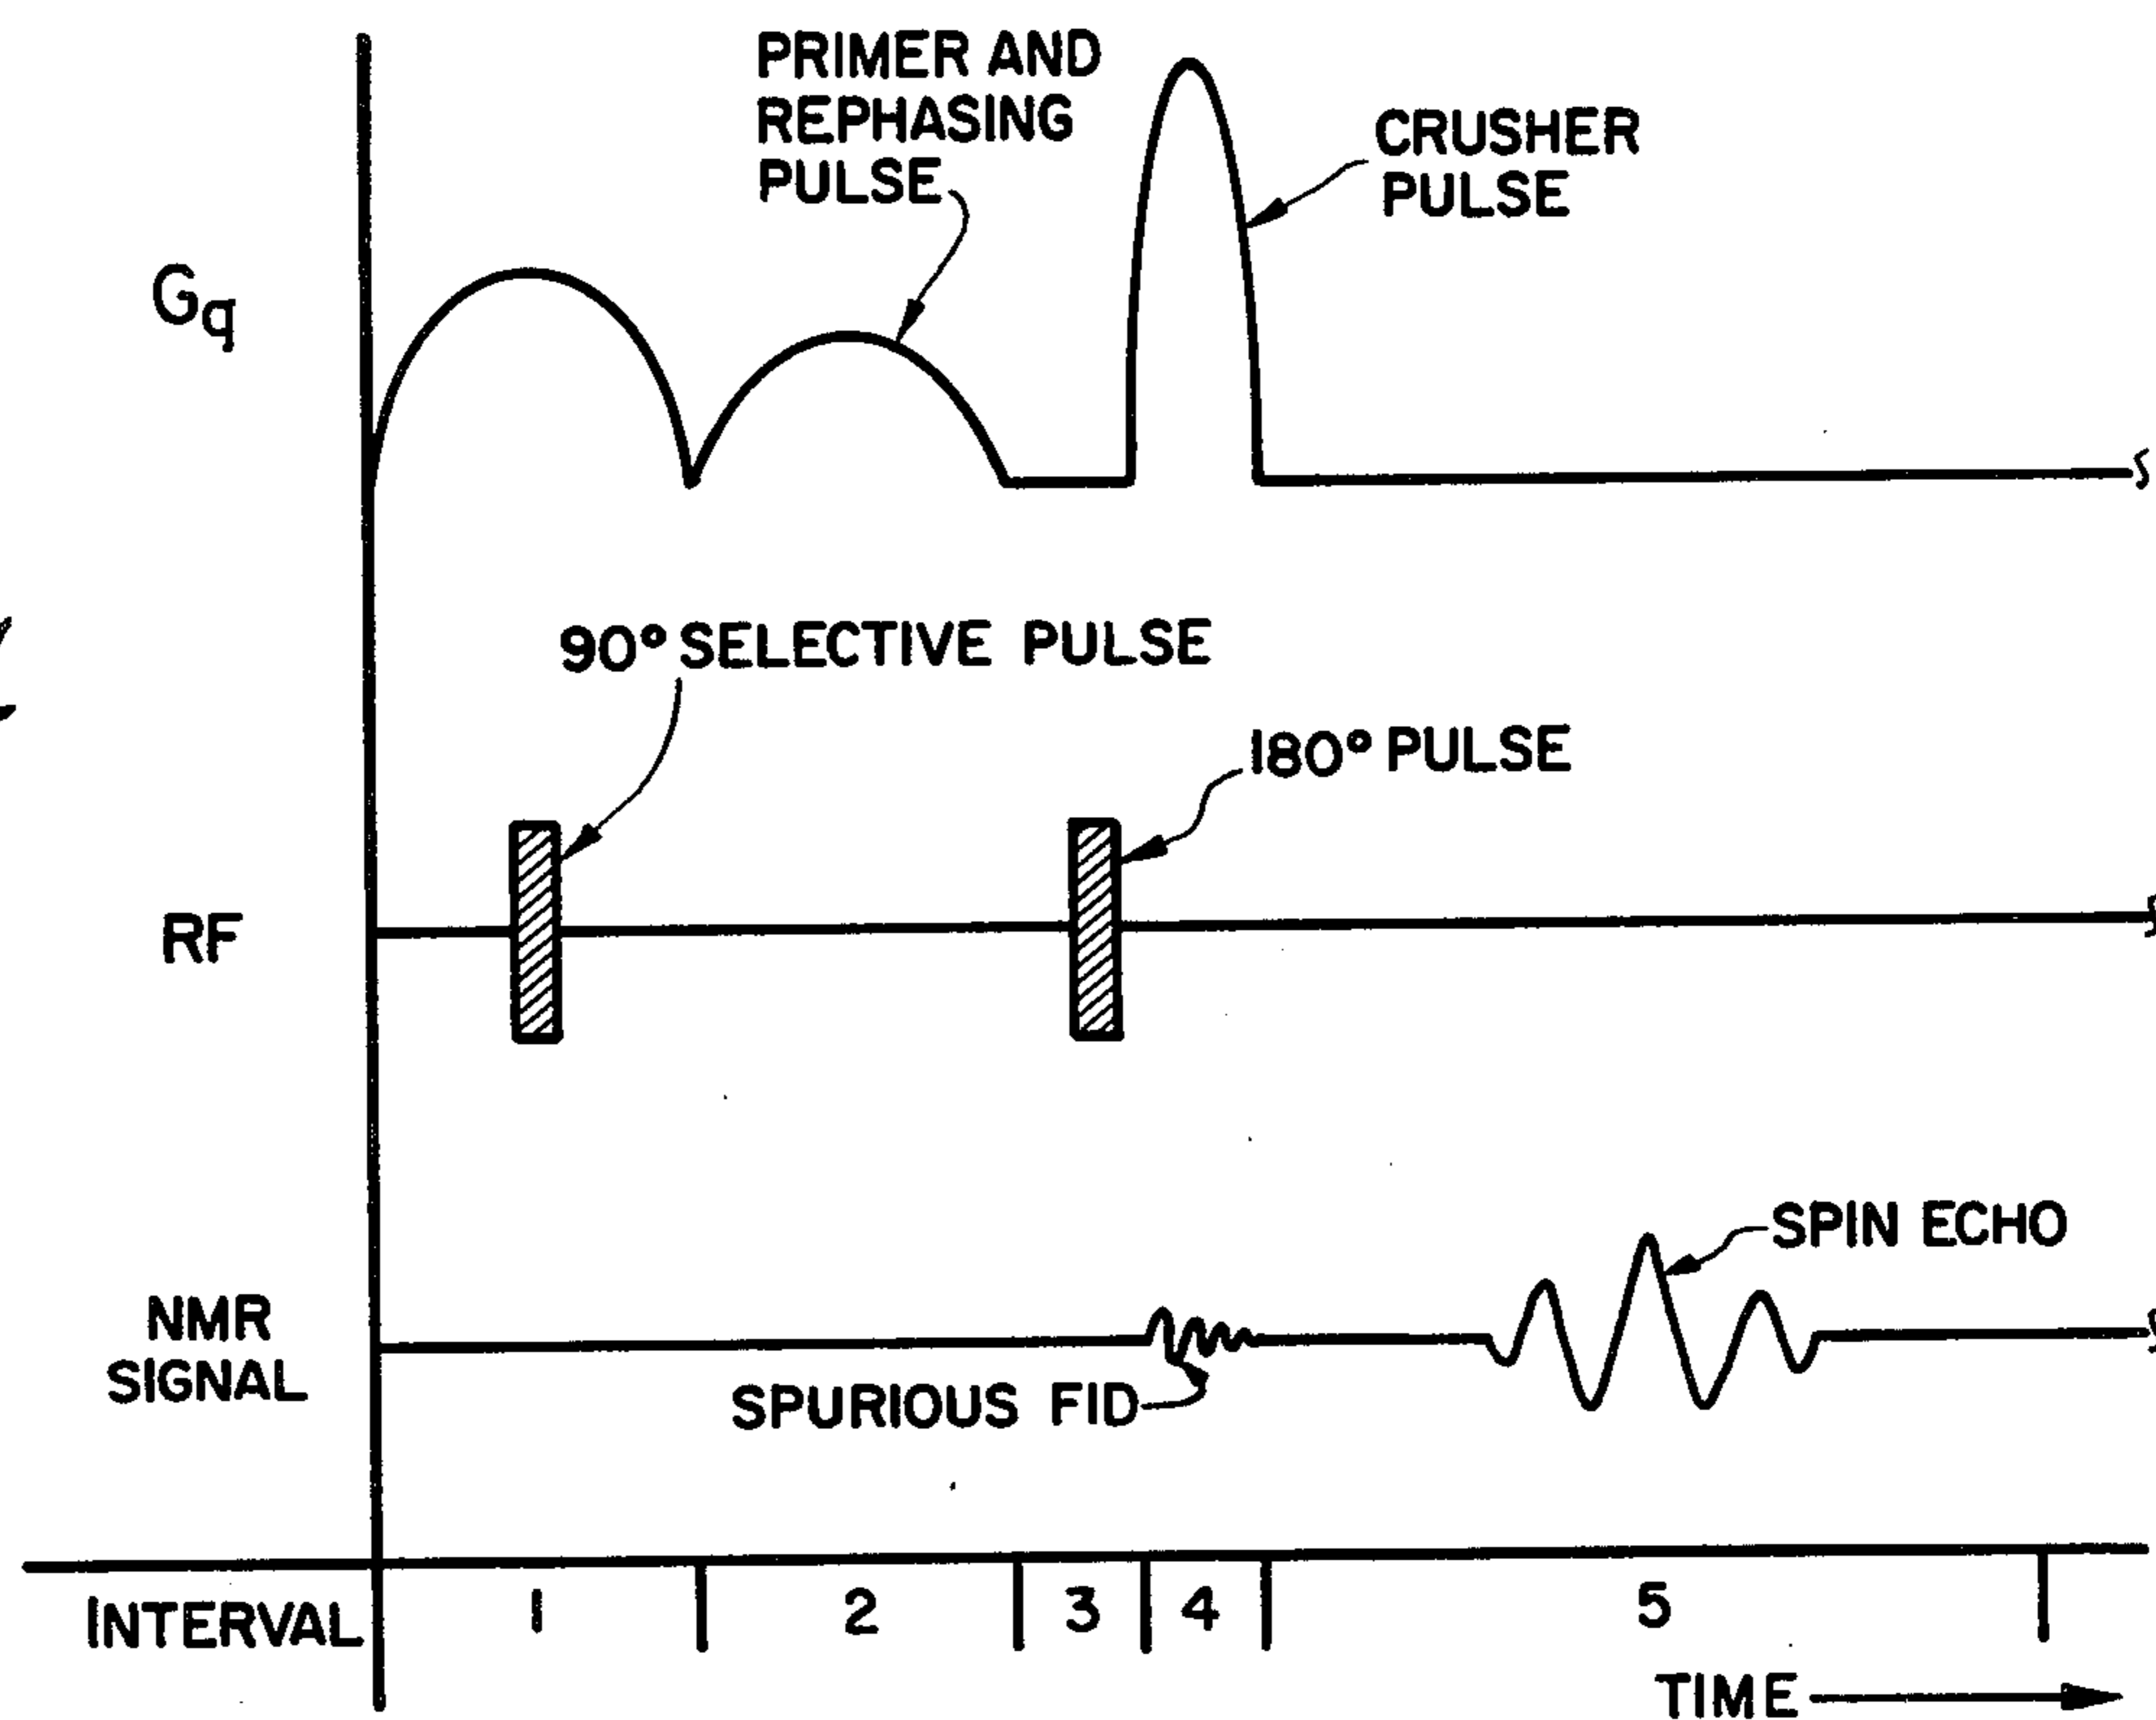 PRIMER AND
REPHASING
PULSE
CRUSHER
PULSE
Gq
90° SELECTIVE PULSE
180° PULSE
RF
SPIN ECHO
NMR
SIGNAL
SPURIOUS FID
INTERVAL 1 2 3 4 5
TIME